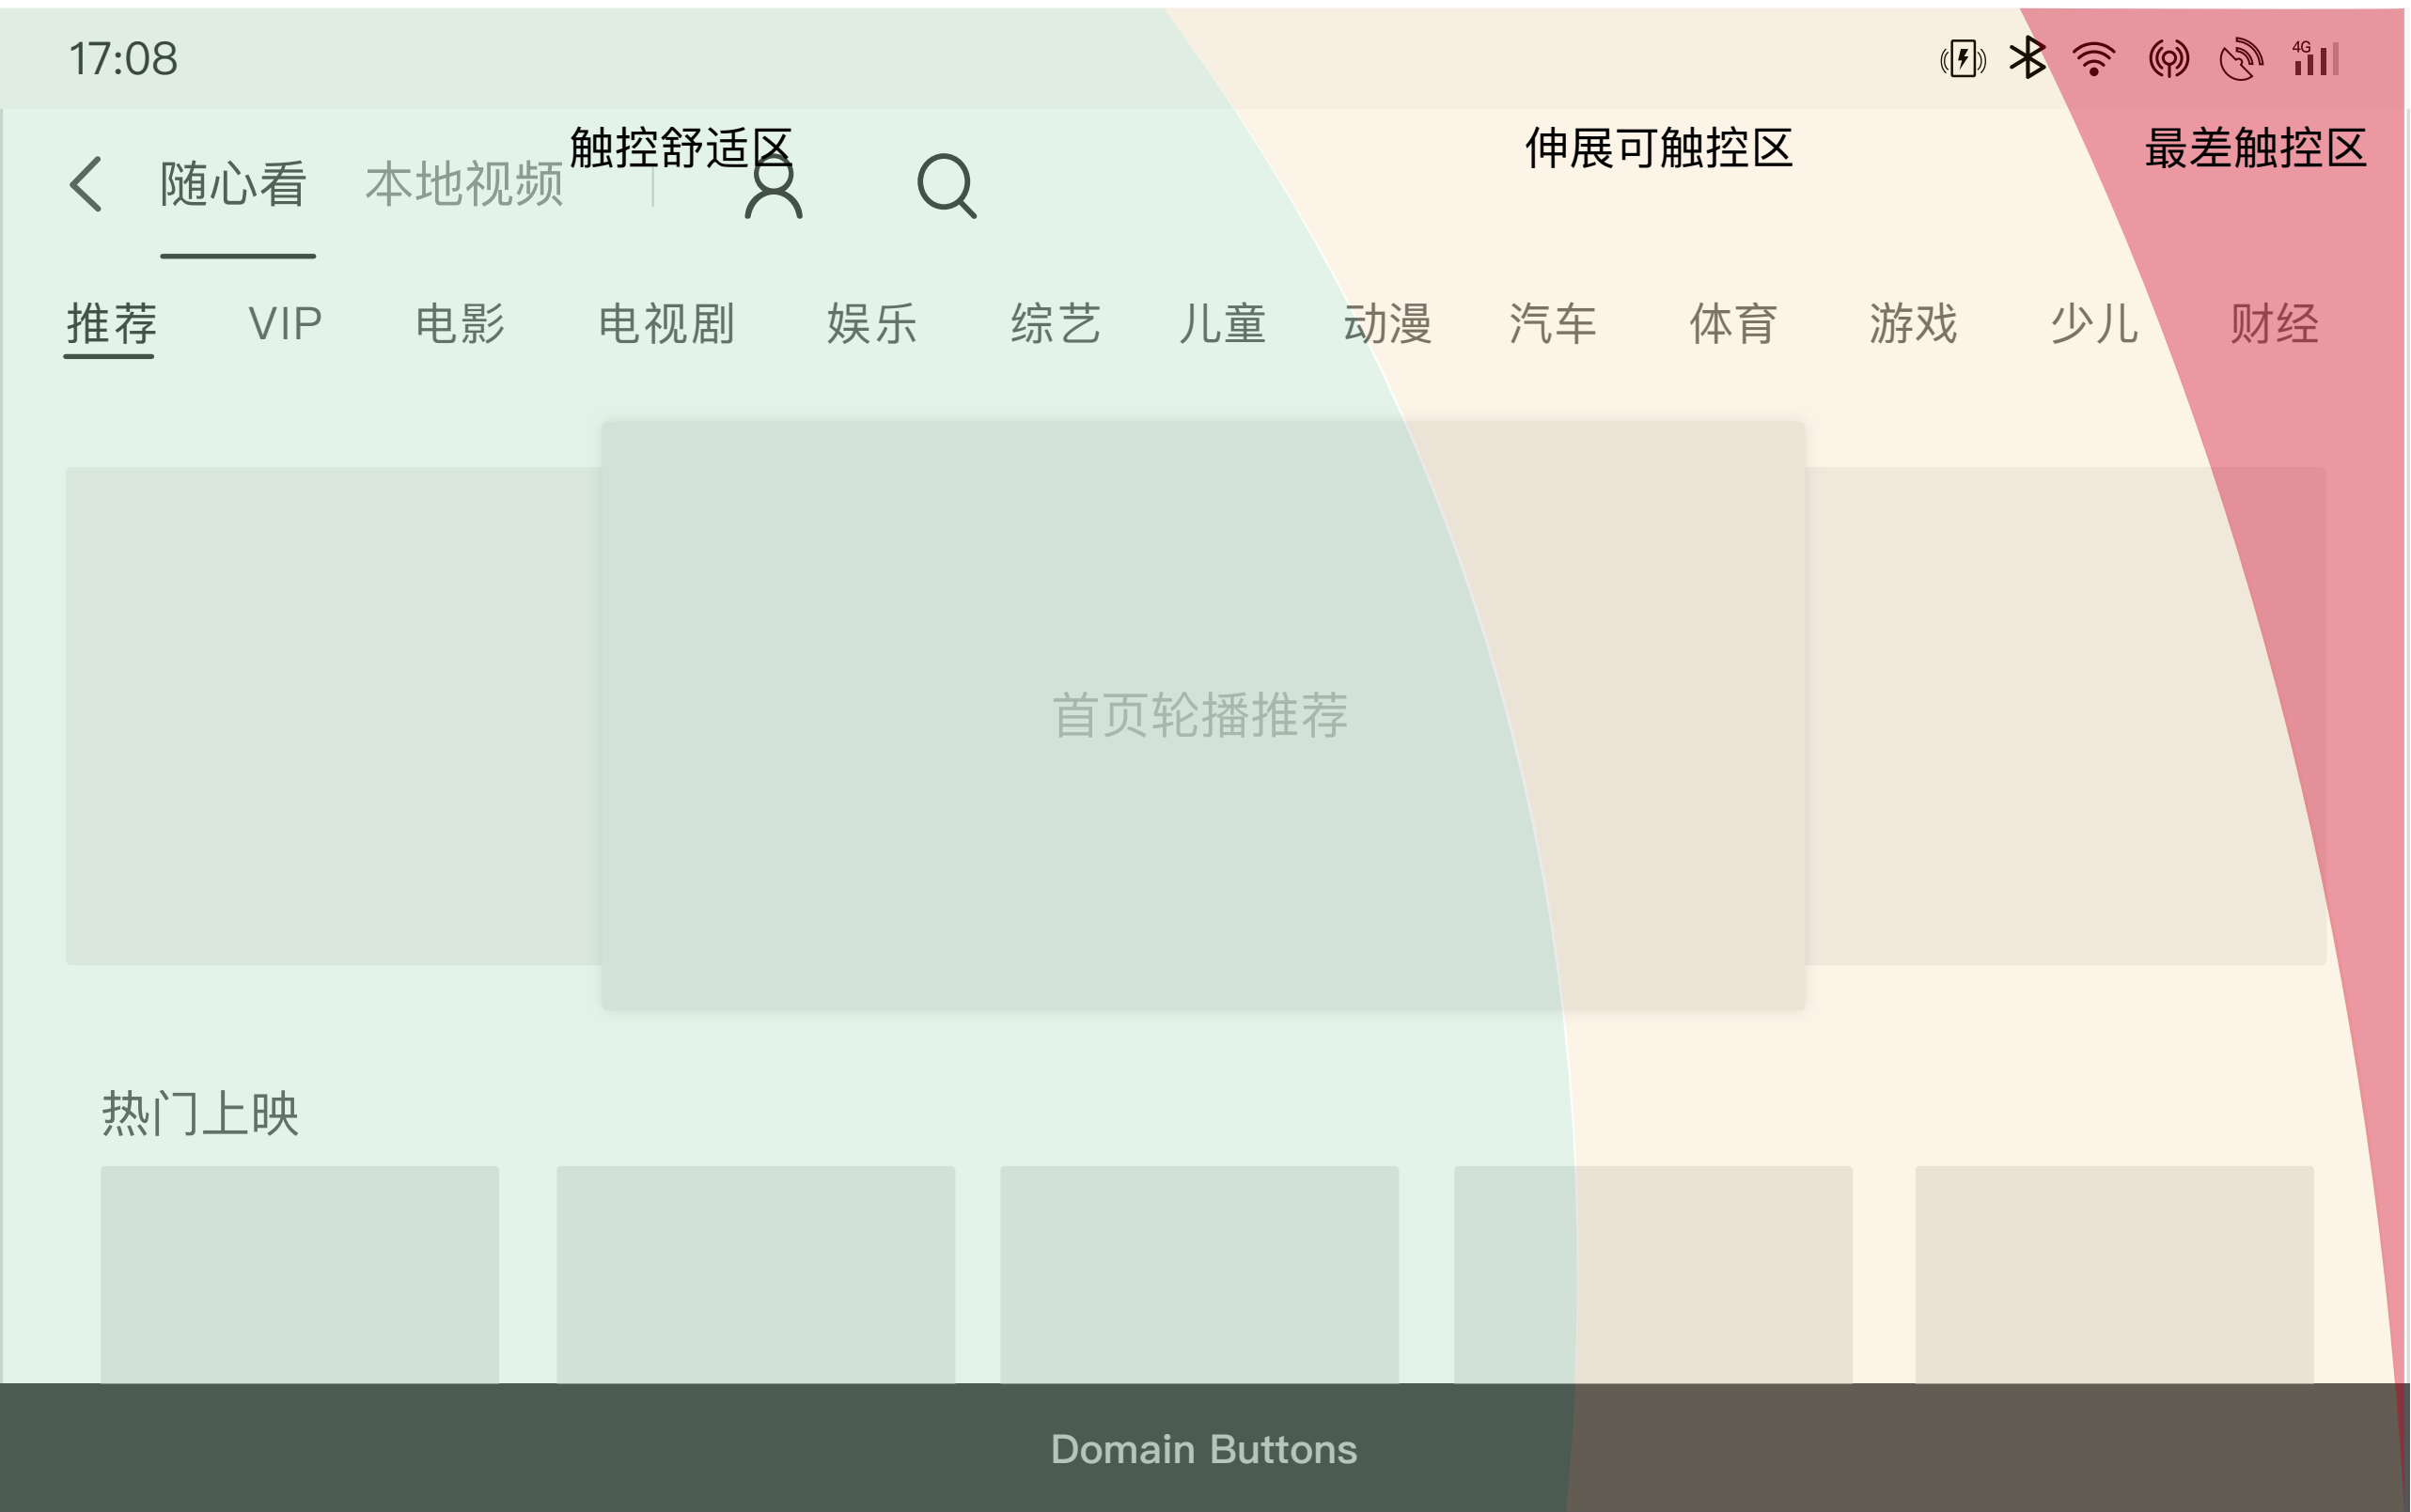 17:08
4G
触控舒适区
伸展可触控区
最差触控区
随心看 本地视频
推荐 VIP 电影 电视剧 娱乐 综艺 儿童 动漫 汽车 体育 游戏 少儿 财经
首页轮播推荐
热门上映
Domain Buttons